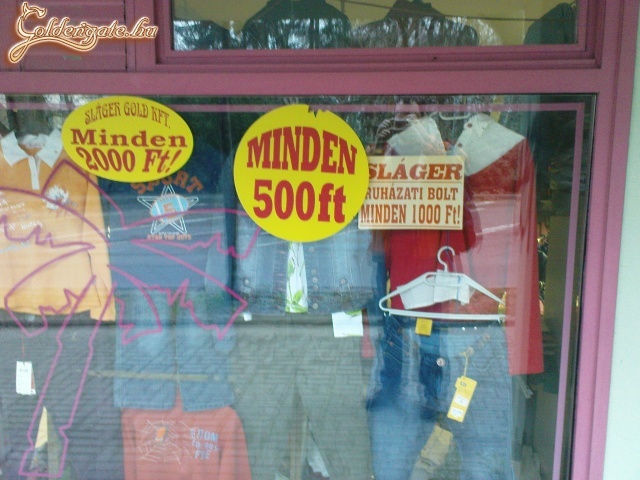 Goldengate.hu
SLÁGER GOLD KFT.
Minden
2000 Ft!
MINDEN
500ft
SLÁGER
RUHÁZATI BOLT
MINDEN 1000 Ft!
SPORT